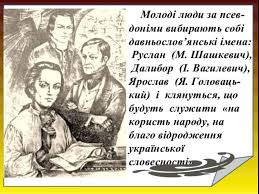 Молоді люди за псев-
доніми вибирають собі
давньослов'янські імена:
Руслан (М. Шашкевич),
Далибор (І. Вагилевич),
Ярослав (Я. Головаць-
кий) і клянуться, що
будуть служити «на
користь народу, на
благо відродження
української
словесності»